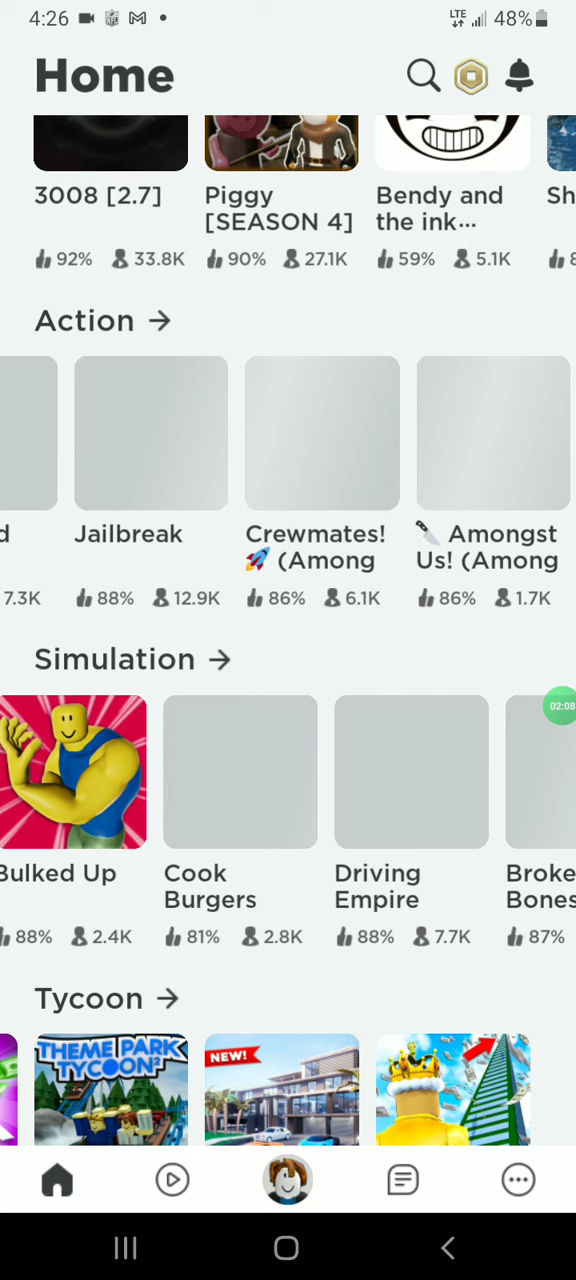 4:26
LTE 48%
Home
3008 [2.7]
Piggy
[SEASON 4]
Bendy and
the ink...
Sh
92% 33.8K
90% 27.1K
59% 5.1K
8
Action →
d
Jailbreak
Crewmates!
🚀 (Among
🔪 Amongst
Us! (Among
7.3K
88% 12.9K
86% 6.1K
86% 1.7K
Simulation →
02:08
Bulked Up
Cook
Burgers
Driving
Empire
Broke
Bones
88% 2.4K
81% 2.8K
88% 7.7K
87%
Tycoon →
THEME PARK
TYCOON 2
NEW!